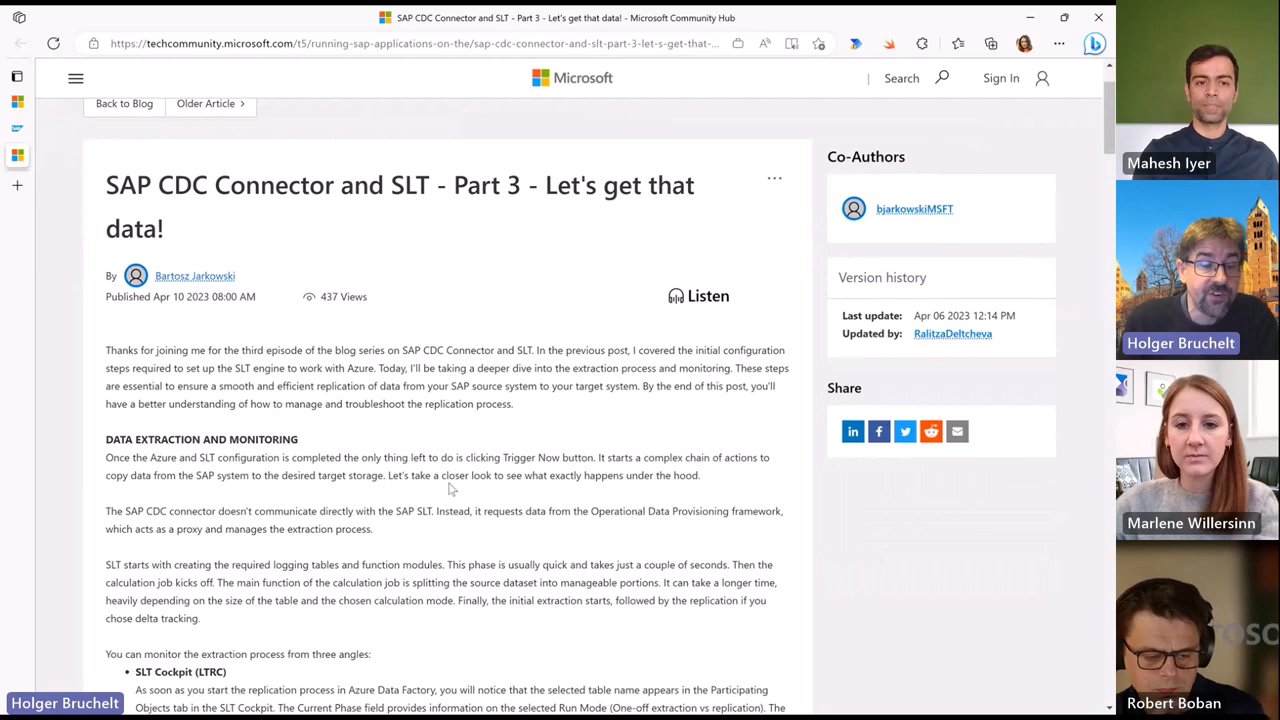 SAP CDC Connector and SLT - Part 3 - Let's get that data! - Microsoft Community Hub
https://techcommunity.microsoft.com/t5/running-sap-applications-on-the/sap-cdc-connector-and-slt-part-3-let-s-get-that-...
Microsoft
Search
Sign In
Back to Blog
Older Article
SAP CDC Connector and SLT - Part 3 - Let's get that
data!
By Bartosz Jarkowski
Published Apr 10 2023 08:00 AM 437 Views
Listen
Thanks for joining me for the third episode of the blog series on SAP CDC Connector and SLT. In the previous post, I covered the initial configuration
steps required to set up the SLT engine to work with Azure. Today, I'll be taking a deeper dive into the extraction process and monitoring. These steps
are essential to ensure a smooth and efficient replication of data from your SAP source system to your target system. By the end of this post, you'll
have a better understanding of how to manage and troubleshoot the replication process.
DATA EXTRACTION AND MONITORING
Once the Azure and SLT configuration is completed the only thing left to do is clicking Trigger Now button. It starts a complex chain of actions to
copy data from the SAP system to the desired target storage. Let's take a closer look to see what exactly happens under the hood.
The SAP CDC connector doesn't communicate directly with the SAP SLT. Instead, it requests data from the Operational Data Provisioning framework,
which acts as a proxy and manages the extraction process.
SLT starts with creating the required logging tables and function modules. This phase is usually quick and takes just a couple of seconds. Then the
calculation job kicks off. The main function of the calculation job is splitting the source dataset into manageable portions. It can take a longer time,
heavily depending on the size of the table and the chosen calculation mode. Finally, the initial extraction starts, followed by the replication if you
chose delta tracking.
You can monitor the extraction process from three angles:
• SLT Cockpit (LTRC)
As soon as you start the replication process in Azure Data Factory, you will notice that the selected table name appears in the Participating
Objects tab in the SLT Cockpit. The Current Phase field provides information on the selected Run Mode (One-off extraction vs replication). The
Co-Authors
bjarkowskiMSFT
Version history
Last update: Apr 06 2023 12:14 PM
Updated by: RalitzaDeltcheva
Share
Mahesh Iyer
Holger Bruchelt
Marlene Willersinn
Robert Boban
Holger Bruchelt